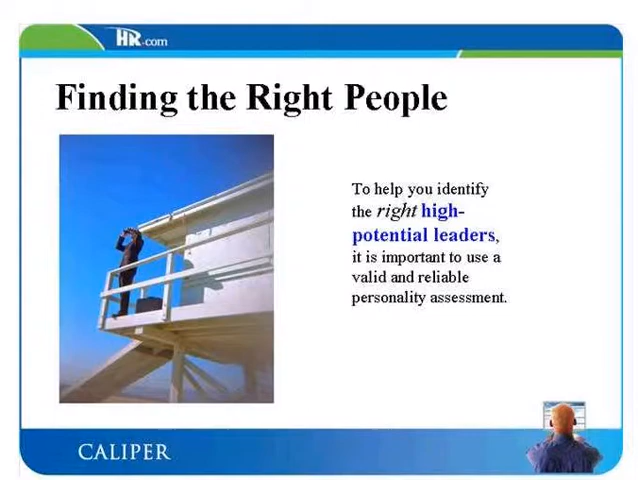 HR.com
Finding the Right People
To help you identify
the right high-
potential leaders,
it is important to use a
valid and reliable
personality assessment.
CALIPER